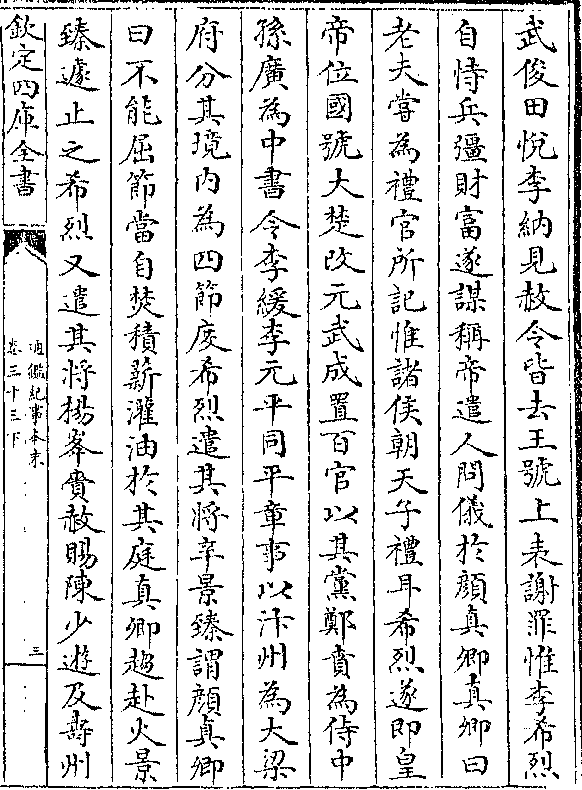 武俊田悅李納見赦令皆去王號上表謝罪惟李希烈
自恃兵彊財富遂謀稱帝遣人問儀於顔真卿真卿曰
老夫嘗為禮官所記惟諸侯朝天子禮耳希烈遂即皇
帝位國號大楚改元武成置百官以其黨鄭賁為侍中
孫廣為中書令李緩李元平同平章事以汴州為大梁
府分其境内為四節度希烈遣其將辛景臻謂顔真卿
曰不能屈節當自焚積薪灌油於其庭真卿趨赴火景
臻遽止之希烈又遣其將楊峯賫赦賜陳少遊及壽州
欽定四庫全書
通鑑紀事本末
卷三十三下
三